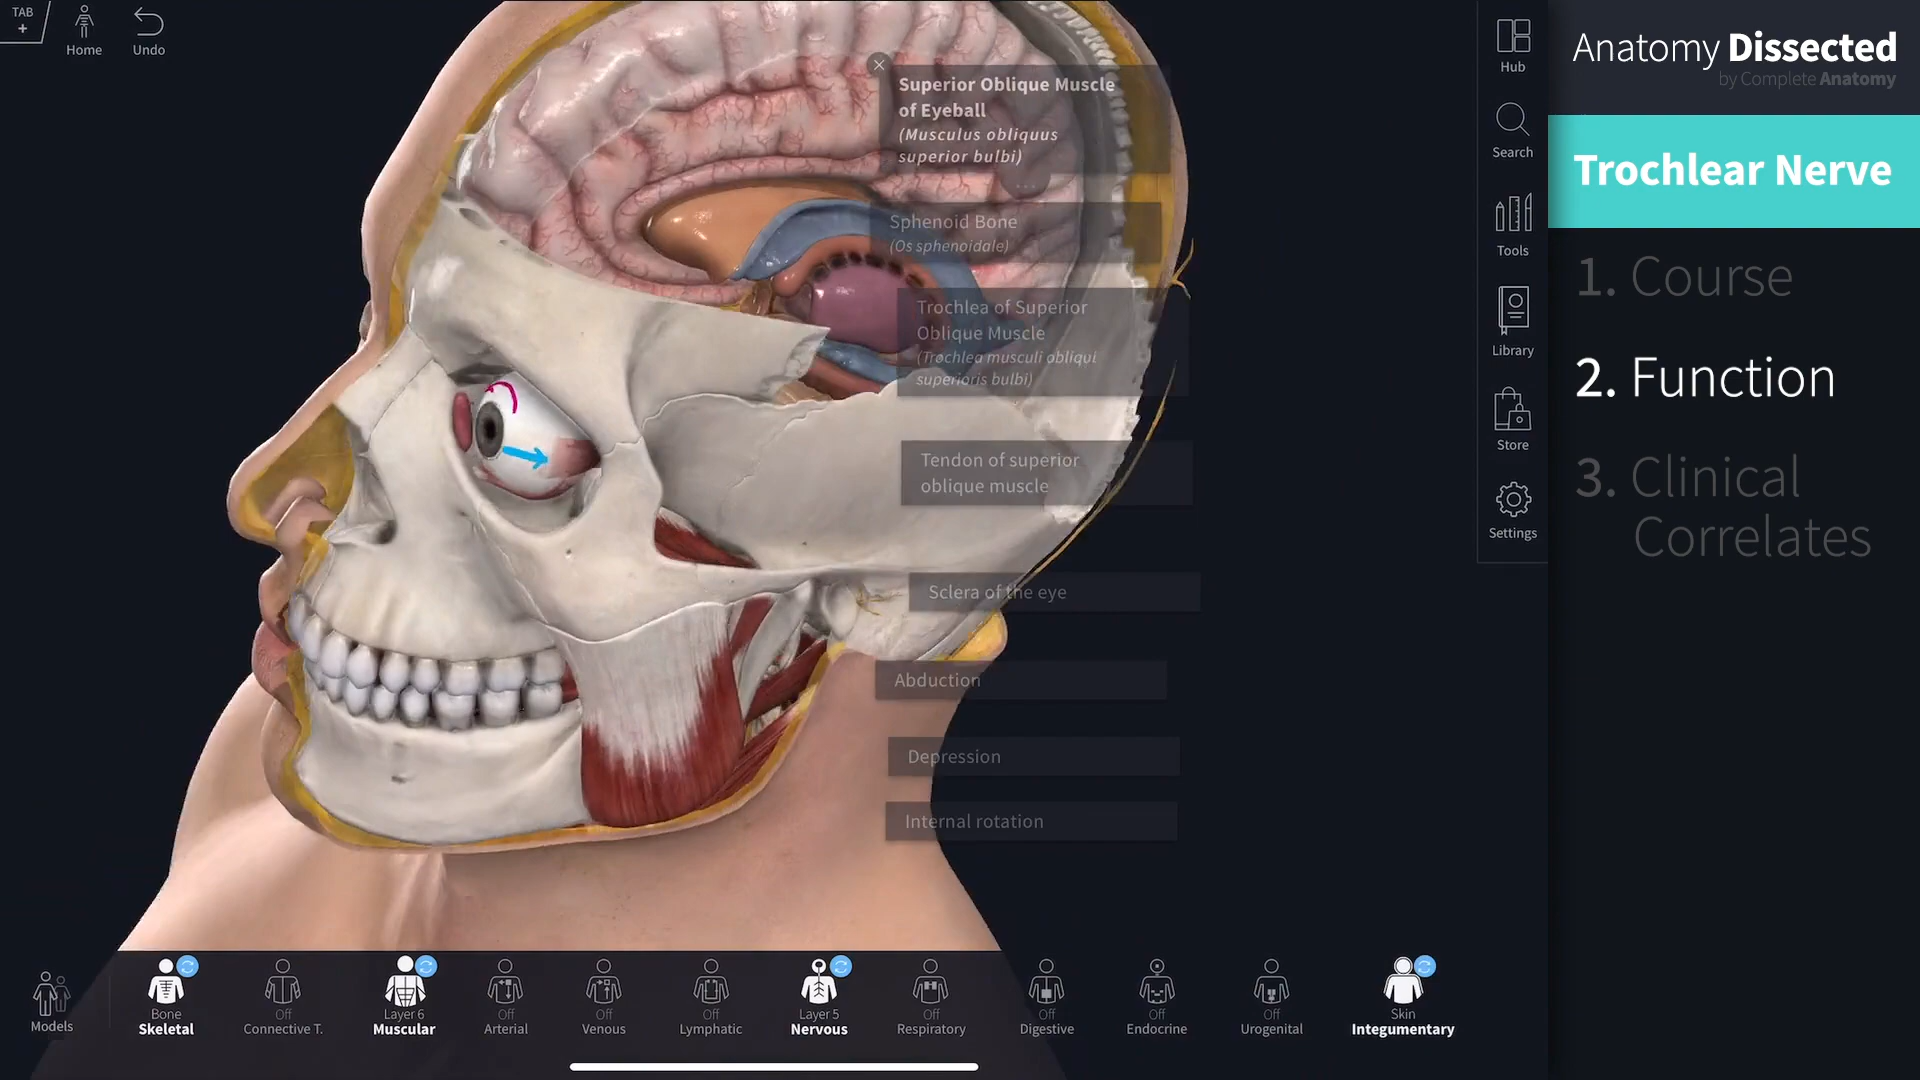 TAB
+
Home
Undo
Superior Oblique Muscle
of Eyeball
(Musculus obliquus
superior bulbi)
Sphenoid Bone
(Os sphenoidale)
Trochlea of Superior
Oblique Muscle
(Trochlea musculi obliqui
superioris bulbi)
Tendon of superior
oblique muscle
Sclera of the eye
Abduction
Depression
Internal rotation
Hub
Search
Tools
Library
Store
Settings
Anatomy Dissected
by Complete Anatomy
Trochlear Nerve
1. Course
2. Function
3. Clinical
Correlates
Models
Bone
Skeletal
Off
Connective T.
Layer 6
Muscular
Off
Arterial
Off
Venous
Off
Lymphatic
Layer 5
Nervous
Off
Respiratory
Off
Digestive
Off
Endocrine
Off
Urogenital
Skin
Integumentary